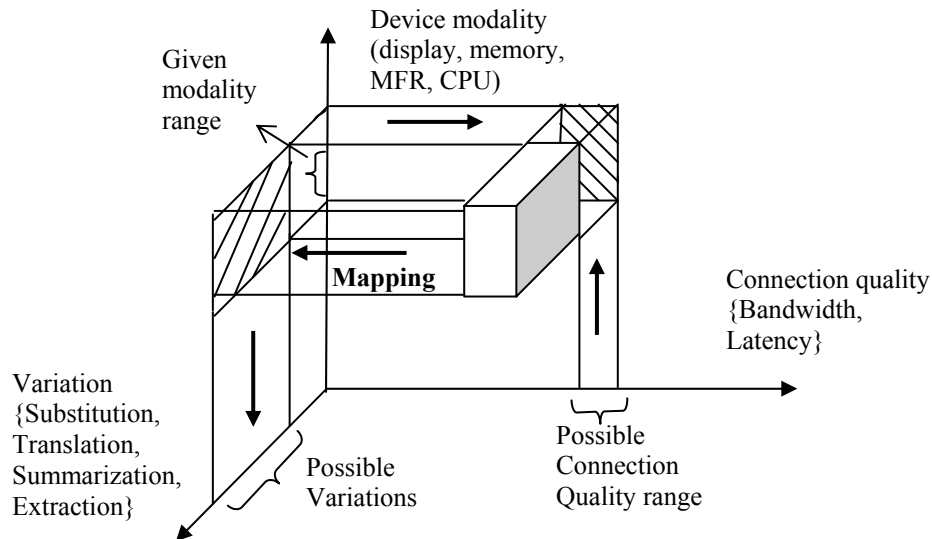 Device modality
(display, memory,
MFR, CPU)
Given
modality
range
Mapping
Connection quality
{Bandwidth,
Latency}
Variation
{Substitution,
Translation,
Summarization,
Extraction}
Possible
Variations
Possible
Connection
Quality range